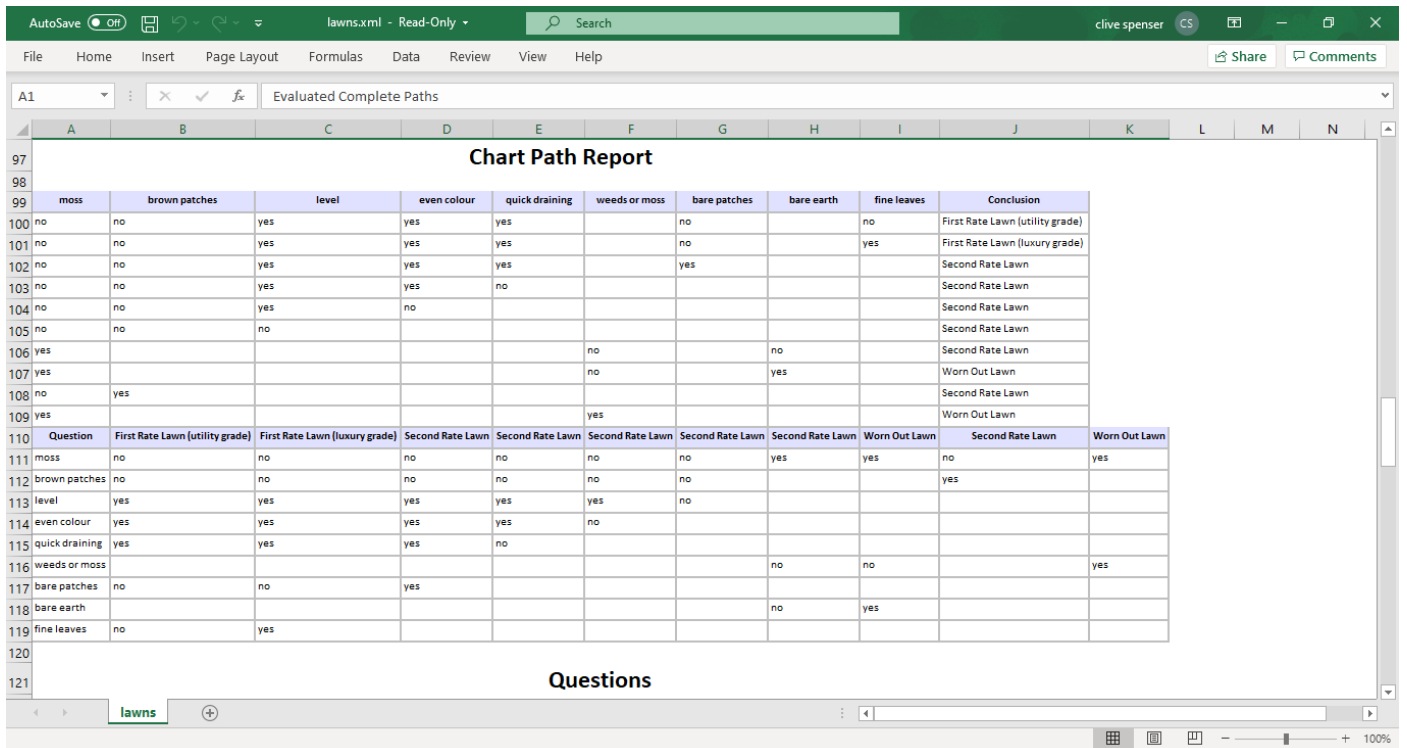 AutoSave Off lawns.xml - Read-Only Search clive spenser CS
File Home Insert Page Layout Formulas Data Review View Help Share Comments
A1 fx Evaluated Complete Paths
A B C D E F G H I J K L M N
97 Chart Path Report
98
99 moss brown patches level even colour quick draining weeds or moss bare patches bare earth fine leaves Conclusion
100 no no yes yes yes no no First Rate Lawn (utility grade)
101 no no yes yes yes no yes First Rate Lawn (luxury grade)
102 no no yes yes yes yes Second Rate Lawn
103 no no yes yes no Second Rate Lawn
104 no no yes no Second Rate Lawn
105 no no no Second Rate Lawn
106 yes no no Second Rate Lawn
107 yes no yes Worn Out Lawn
108 no yes Second Rate Lawn
109 yes yes Worn Out Lawn
110 Question First Rate Lawn (utility grade) First Rate Lawn (luxury grade) Second Rate Lawn Second Rate Lawn Second Rate Lawn Second Rate Lawn Second Rate Lawn Worn Out Lawn Second Rate Lawn Worn Out Lawn
111 moss no no no no no no yes yes no yes
112 brown patches no no no no no no yes
113 level yes yes yes yes yes no
114 even colour yes yes yes yes no
115 quick draining yes yes yes no
116 weeds or moss no no yes
117 bare patches no no yes
118 bare earth no yes
119 fine leaves no yes
120
121 Questions
lawns
100%